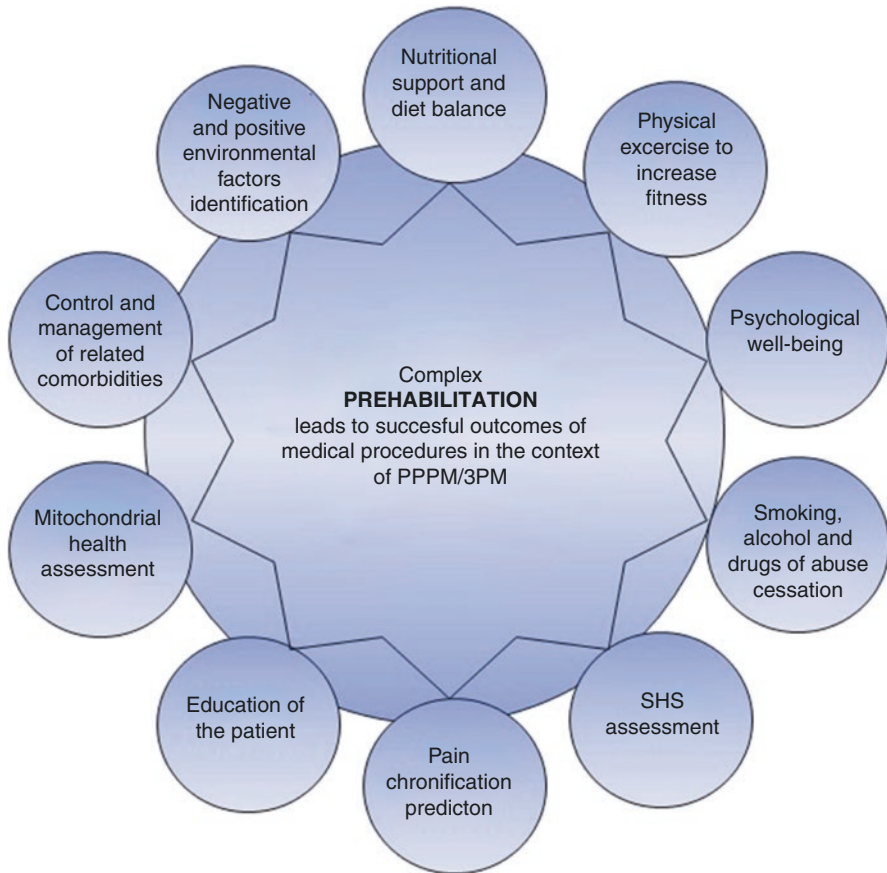 Nutritional
support and
diet balance
Physical
excercise to
increase
fitness
Psychological
well-being
Smoking,
alcohol and
drugs of abuse
cessation
SHS
assessment
Pain
chronification
predicton
Education of
the patient
Mitochondrial
health
assessment
Control and
management
of related
comorbidities
Negative
and positive
environmental
factors
identification
Complex
PREHABILITATION
leads to succesful outcomes of
medical procedures in the context
of PPPM/3PM